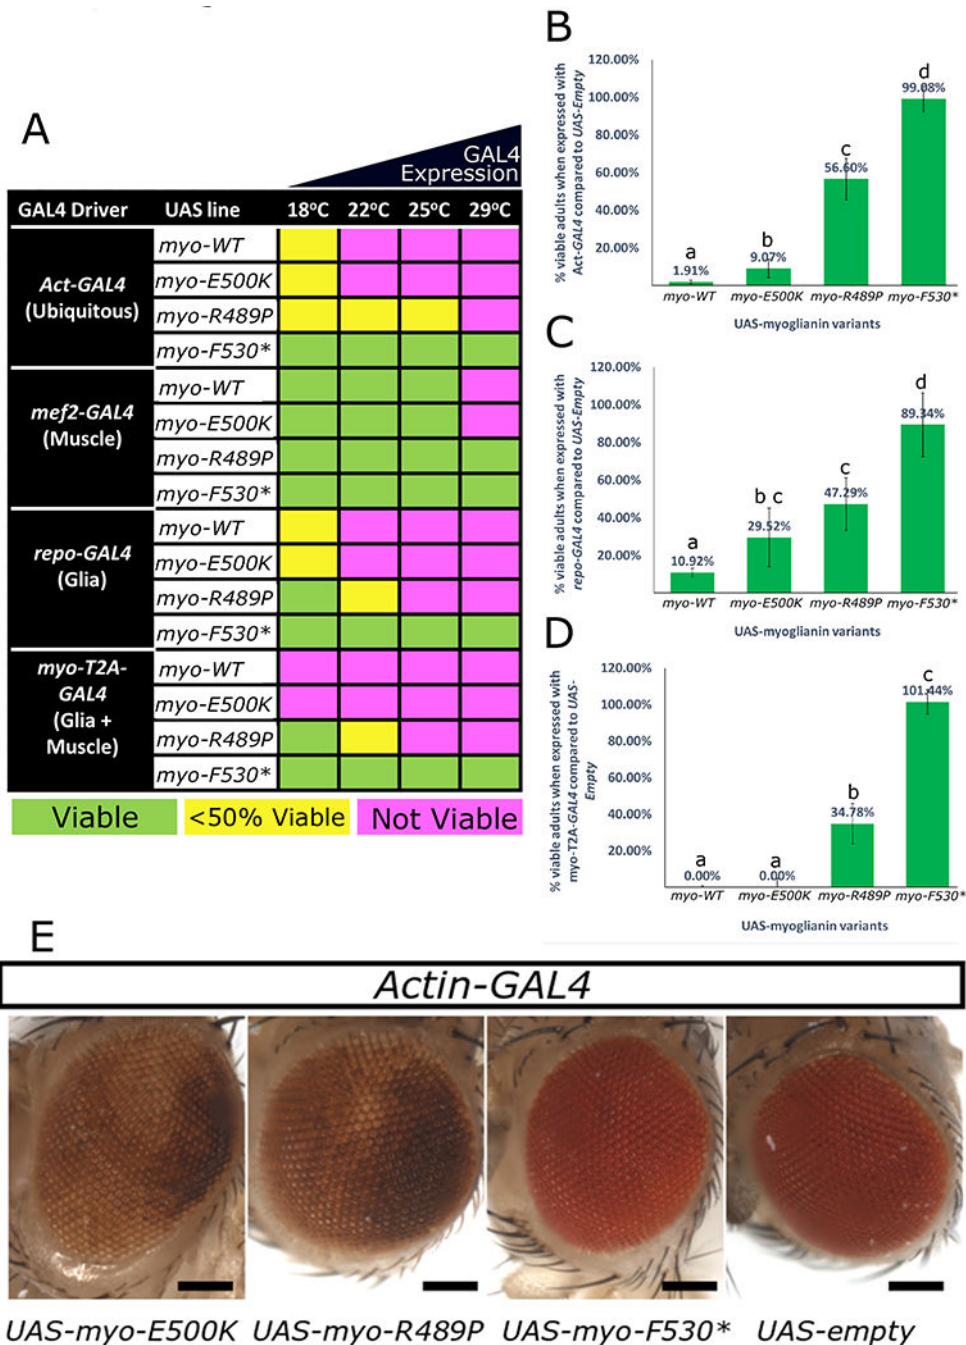 A
GAL4
Expression
GAL4 Driver UAS line 18°C 22°C 25°C 29°C
Act-GAL4
(Ubiquitous)
myo-WT
myo-E500K
myo-R489P
myo-F530*
mef2-GAL4
(Muscle)
myo-WT
myo-E500K
myo-R489P
myo-F530*
repo-GAL4
(Glia)
myo-WT
myo-E500K
myo-R489P
myo-F530*
myo-T2A-
GAL4
(Glia +
Muscle)
myo-WT
myo-E500K
myo-R489P
myo-F530*
Viable <50% Viable Not Viable
B
% viable adults when expressed with
Act-GAL4 compared to UAS-Empty
120.00%
100.00%
80.00%
60.00%
40.00%
20.00%
a
1.91%
b
9.07%
c
56.60%
d
99.08%
myo-WT myo-E500K myo-R489P myo-F530*
UAS-myoglianin variants
C
% viable adults when expressed with
repo-GAL4 compared to UAS-Empty
120.00%
100.00%
80.00%
60.00%
40.00%
20.00%
a
10.92%
b c
29.52%
c
47.29%
d
89.34%
myo-WT myo-E500K myo-R489P myo-F530*
UAS-myoglianin variants
D
% viable adults when expressed with
myo-T2A-GAL4 compared to UAS-
Empty
120.00%
100.00%
80.00%
60.00%
40.00%
20.00%
a
0.00%
a
0.00%
b
34.78%
c
101.44%
myo-WT myo-E500K myo-R489P myo-F530*
UAS-myoglianin variants
E
Actin-GAL4
UAS-myo-E500K UAS-myo-R489P UAS-myo-F530* UAS-empty